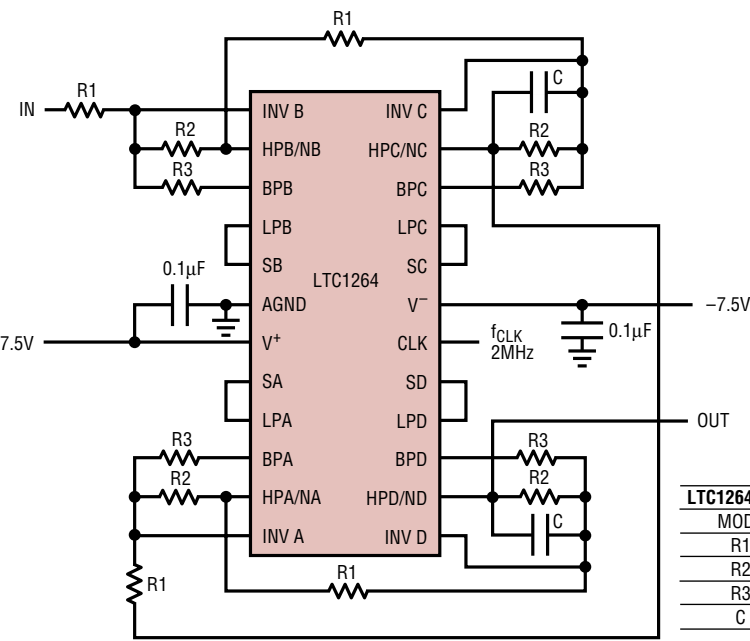 R1
IN
R1
INV B
INV C
C
R2
HPB/NB
HPC/NC
R2
R3
BPB
BPC
R3
LPB
LPC
0.1µF
SB
LTC1264
SC
AGND
V⁻
–7.5V
7.5V
V⁺
CLK
fCLK
2MHz
0.1µF
SA
SD
LPA
LPD
OUT
R3
BPA
BPD
R3
R2
HPA/NA
HPD/ND
R2
INV A
INV D
C
R1
R1
LTC1264
MOD
R1
R2
R3
C